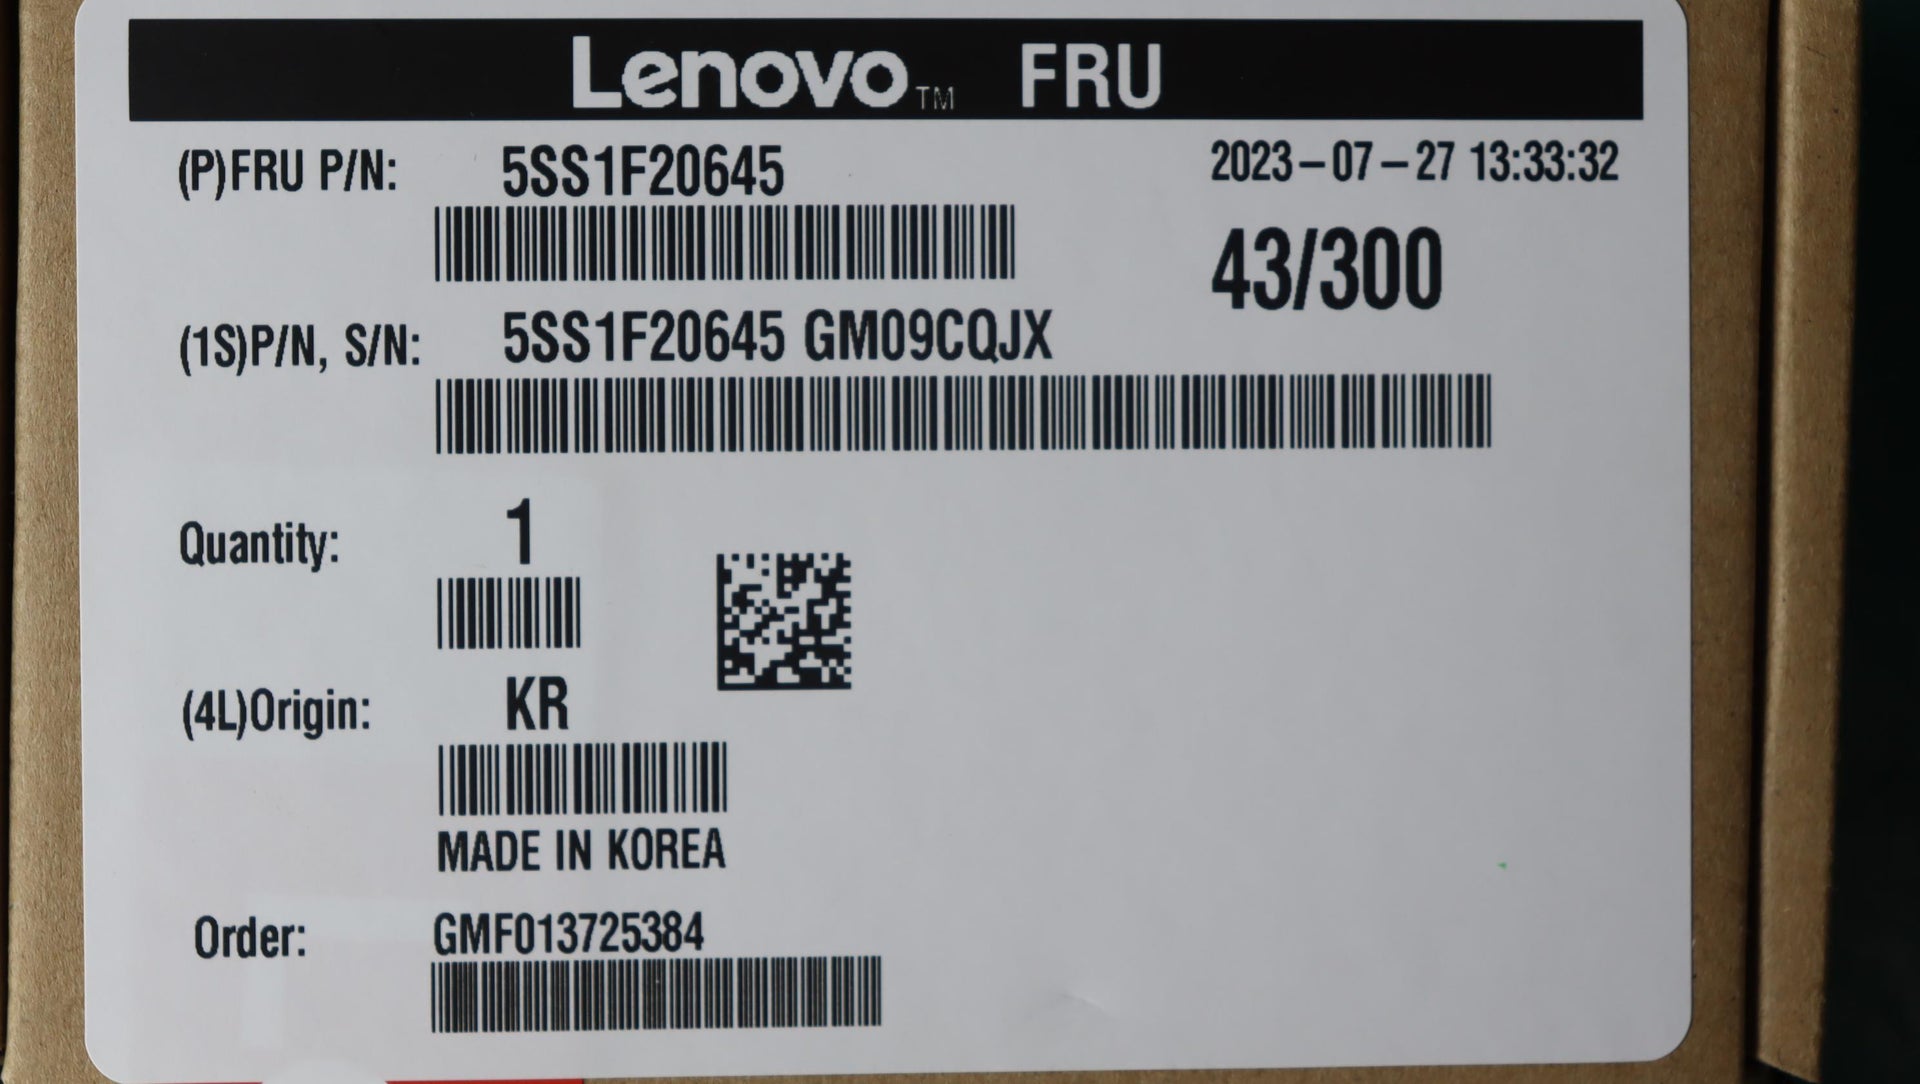 Lenovo™ FRU
(P)FRU P/N: 5SS1F20645 2023-07-27 13:33:32
43/300
(1S)P/N, S/N: 5SS1F20645 GM09CQJX
Quantity: 1
(4L)Origin: KR
MADE IN KOREA
Order: GMF013725384